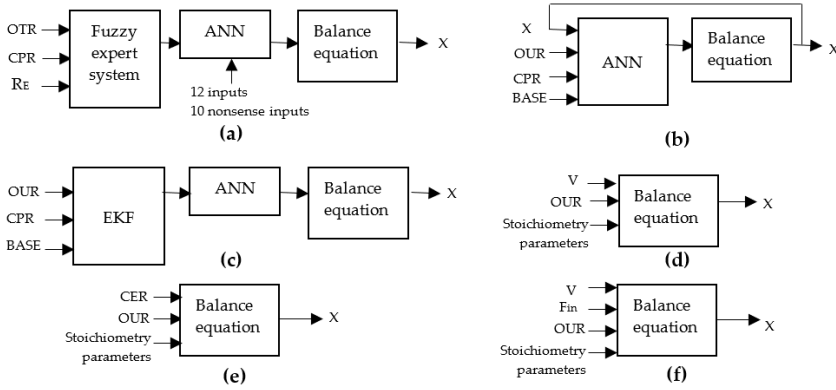 OTR
CPR
RE
Fuzzy
expert
system
ANN
12 inputs
10 nonsense inputs
Balance
equation
X
(a)
X
OUR
CPR
BASE
ANN
Balance
equation
X
(b)
OUR
CPR
BASE
EKF
ANN
Balance
equation
X
(c)
V
OUR
Stoichiometry
parameters
Balance
equation
X
(d)
CER
OUR
Stoichiometry
parameters
Balance
equation
X
(e)
V
Fin
OUR
Stoichiometry
parameters
Balance
equation
X
(f)